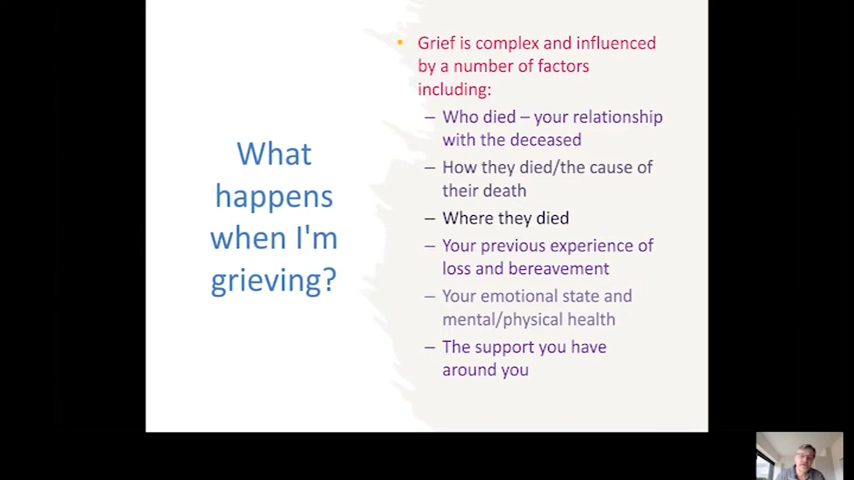 What
happens
when I'm
grieving?
• Grief is complex and influenced
by a number of factors
including:
– Who died – your relationship
with the deceased
– How they died/the cause of
their death
– Where they died
– Your previous experience of
loss and bereavement
– Your emotional state and
mental/physical health
– The support you have
around you